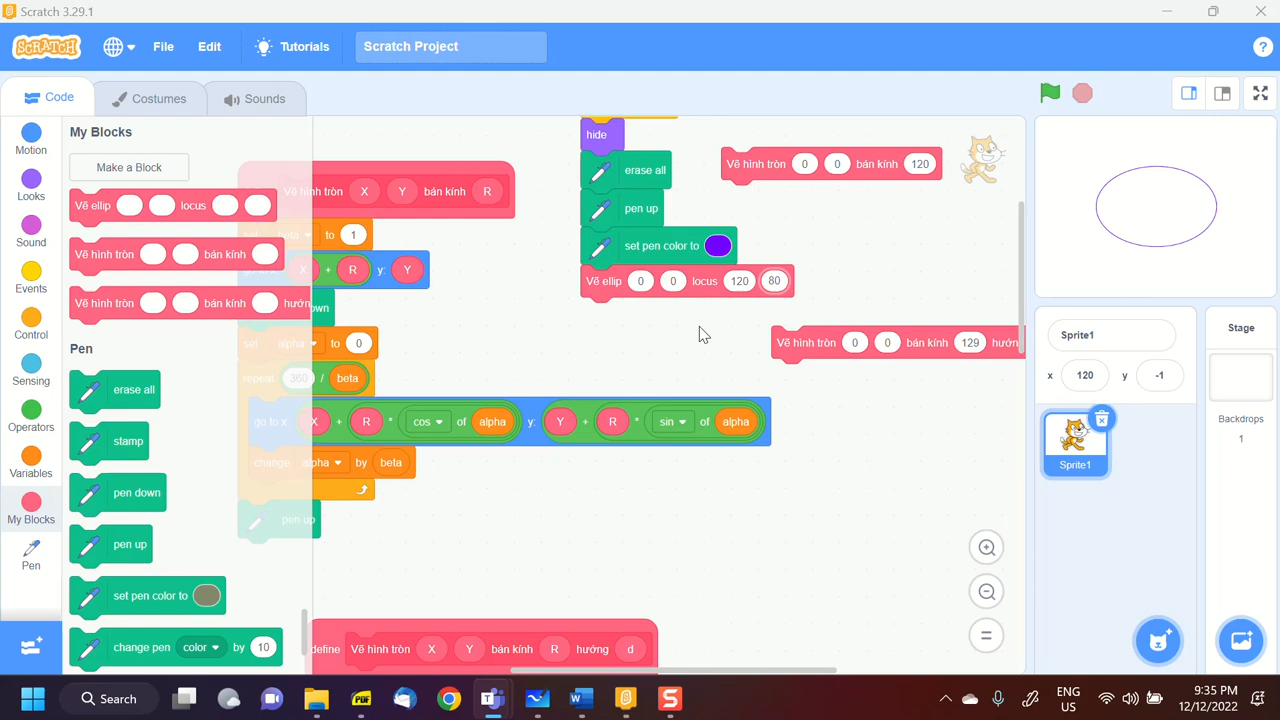 Scratch 3.29.1
SCRATCH
File
Edit
Tutorials
Scratch Project
?
Code
Costumes
Sounds
Motion
Looks
Sound
Events
Control
Sensing
Operators
Variables
My Blocks
Pen
My Blocks
Make a Block
Vẽ ellip locus
Vẽ hình tròn bán kính
Vẽ hình tròn bán kính hướn
Pen
erase all
stamp
pen down
pen up
set pen color to
change pen color by 10
Vẽ hình tròn X Y bán kính R
set beta to 1
go to x: X + R y: Y
down
set alpha to 0
repeat 360 / beta
go to x: X + R * cos of alpha y: Y + R * sin of alpha
change alpha by beta
pen up
define Vẽ hình tròn X Y bán kính R hướng d
hide
erase all
pen up
set pen color to
Vẽ ellip 0 0 locus 120 80
Vẽ hình tròn 0 0 bán kính 120
Vẽ hình tròn 0 0 bán kính 129 hướn
=
Sprite1
x 120 y -1
Sprite1
Stage
Backdrops
1
Search
PDF
ENG
US
9:35 PM
12/12/2022